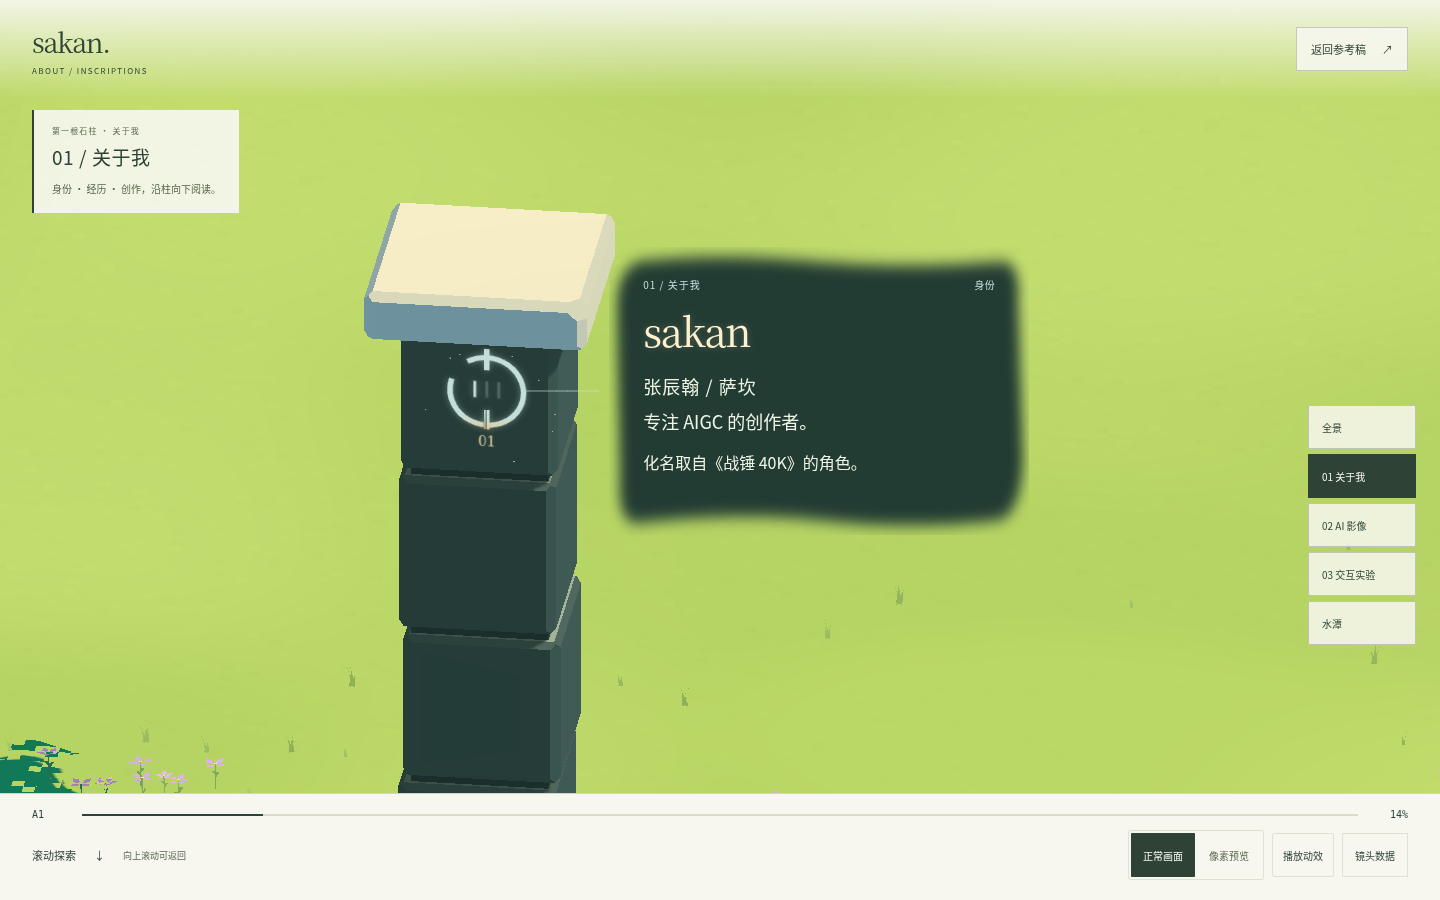 sakan.
ABOUT / INSCRIPTIONS
返回参考稿 ↗
第一根石柱 · 关于我
01 / 关于我
身份 · 经历 · 创作，沿柱向下阅读。
01 / 关于我
身份
sakan
张辰翰 / 萨坎
专注 AIGC 的创作者。
化名取自《战锤 40K》的角色。
01
全景
01 关于我
02 AI 影像
03 交互实验
水潭
A1
14%
滚动探索 ↓ 向上滚动可返回
正常画面
像素预览
播放动效
镜头数据